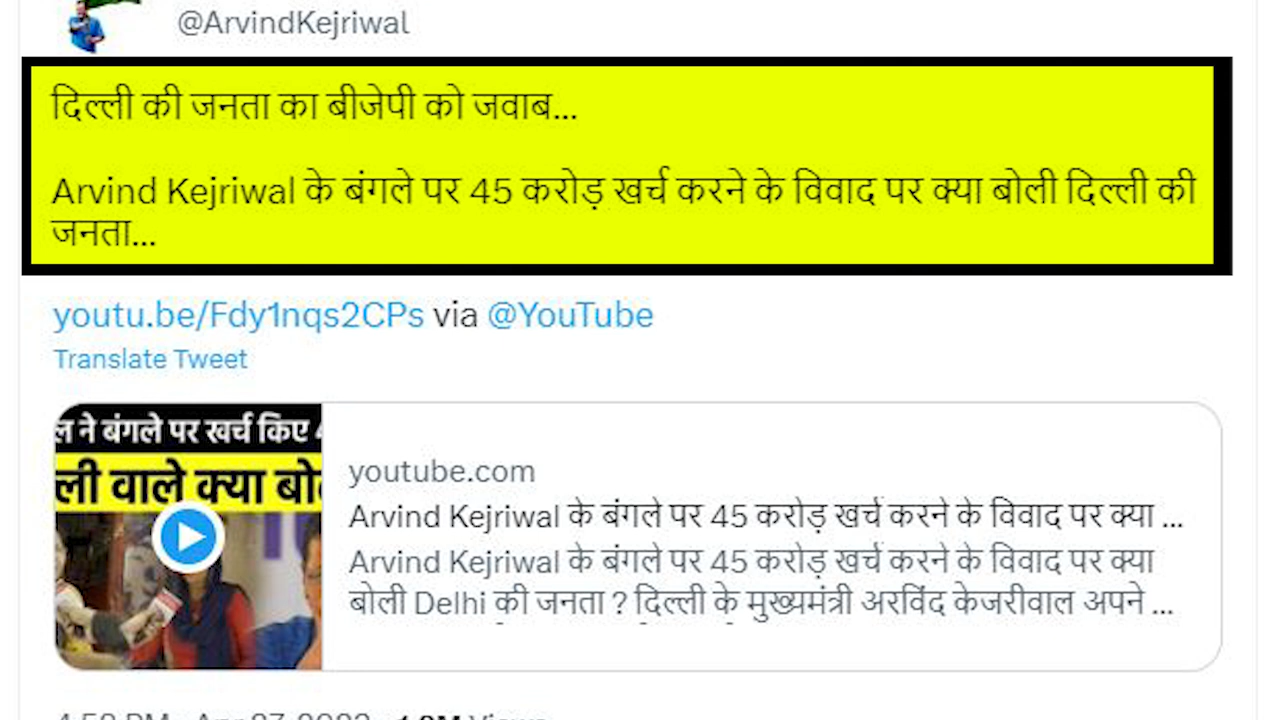 @ArvindKejriwal
दिल्ली की जनता का बीजेपी को जवाब...
Arvind Kejriwal के बंगले पर 45 करोड़ खर्च करने के विवाद पर क्या बोली दिल्ली की
जनता...
youtu.be/Fdy1nqs2CPs via @YouTube
Translate Tweet
ने बंगले पर खर्च किए
वाले क्या
youtube.com
Arvind Kejriwal के बंगले पर 45 करोड़ खर्च करने के विवाद पर क्या ...
Arvind Kejriwal के बंगले पर 45 करोड़ खर्च करने के विवाद पर क्या
बोली Delhi की जनता ? दिल्ली के मुख्यमंत्री अरविंद केजरीवाल अपने ...